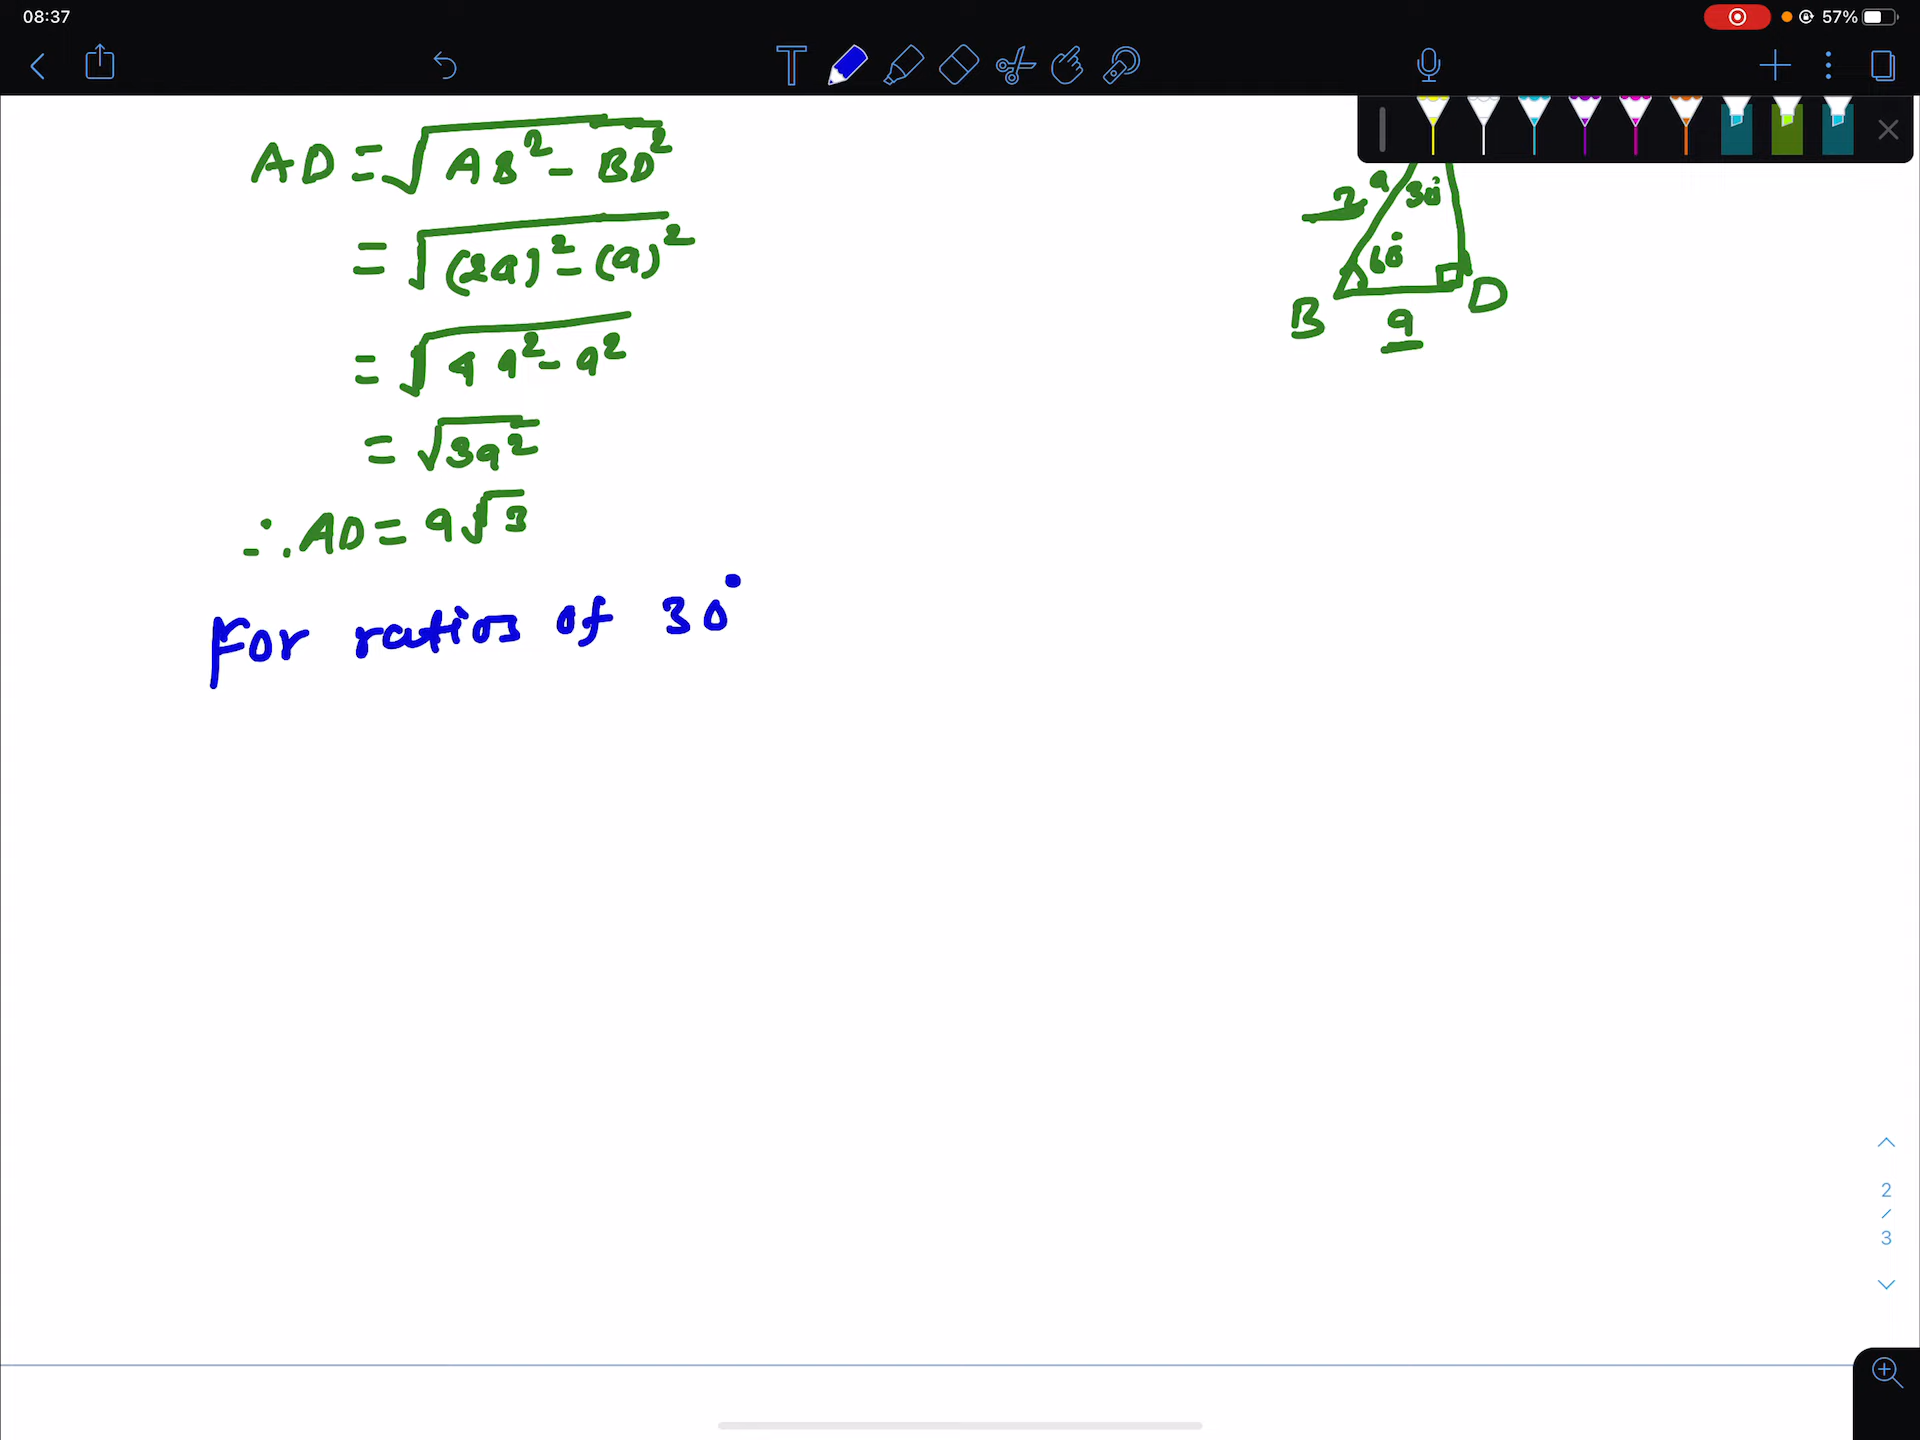 08:37
57%
AD = √AB² - BD²
= √(2a)² - (a)²
= √4a² - a²
= √3a²
∴ AD = a√3
For ratios of 30°
2a
30°
60°
B
D
a
2
/
3